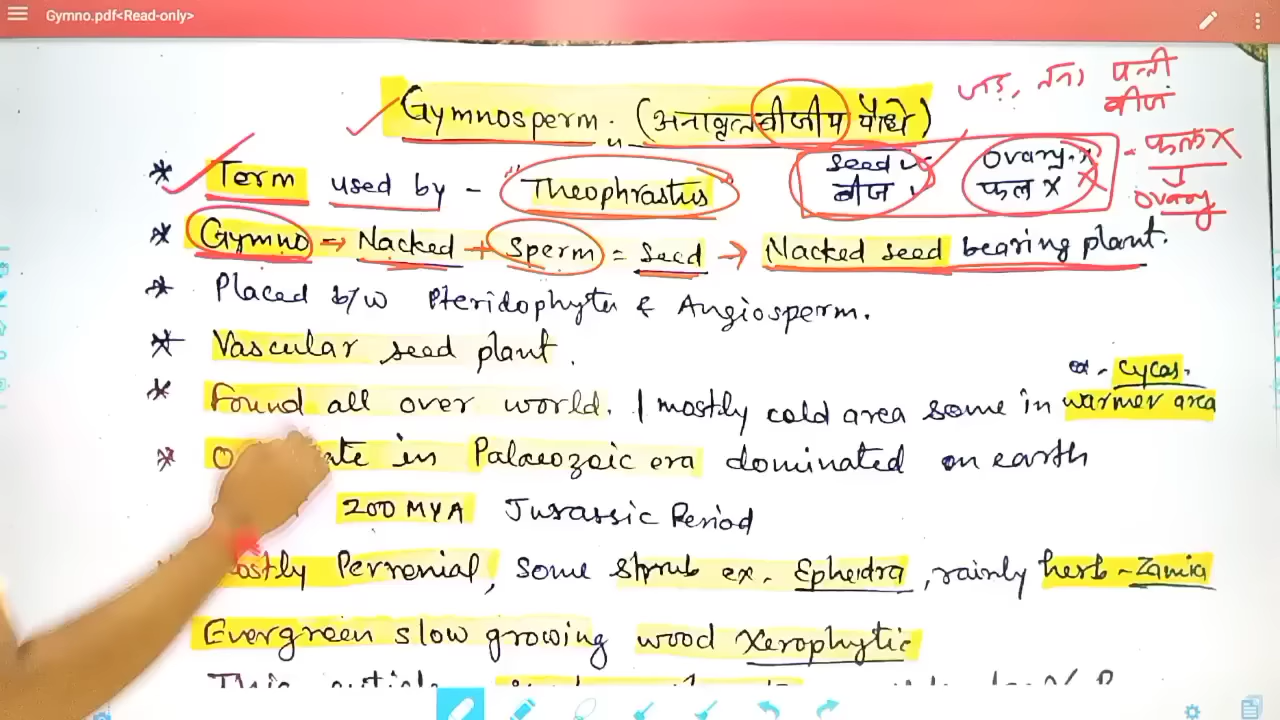 Gymno.pdf<Read-only>
Gymnosperm. (अनावृतबीजीय पौधे)
जड़, तना पत्ती
बीज
* Term used by - "Theophrastus"
seed ✓ ovary. x
बीज ✓ फल x x
- फल x
ovary
* Gymno → Nacked + Sperm = Seed → Nacked seed bearing plant.
* Placed b/w Pteridophyte & Angiosperm.
* Vascular seed plant.
ex. Cycas.
* Found all over world. / mostly cold area some in warmer area
* in Palaeozoic era dominated on earth
200 MYA Jurassic Period
Perrenial, some shrub ex. Ephedra, rainly herb - Zamia
Evergreen slow growing wood Xerophytic